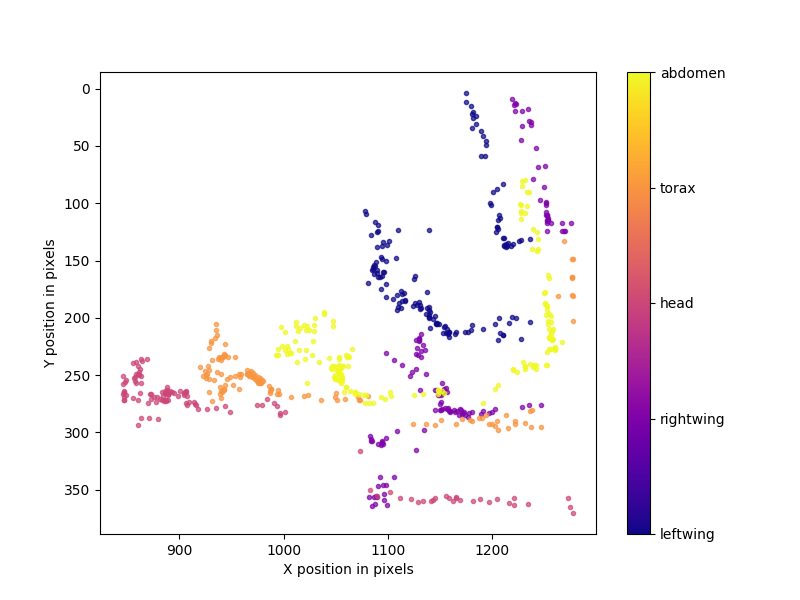 0
50
100
150
200
250
300
350
Y position in pixels
900
1000
1100
1200
X position in pixels
abdomen
torax
head
rightwing
leftwing